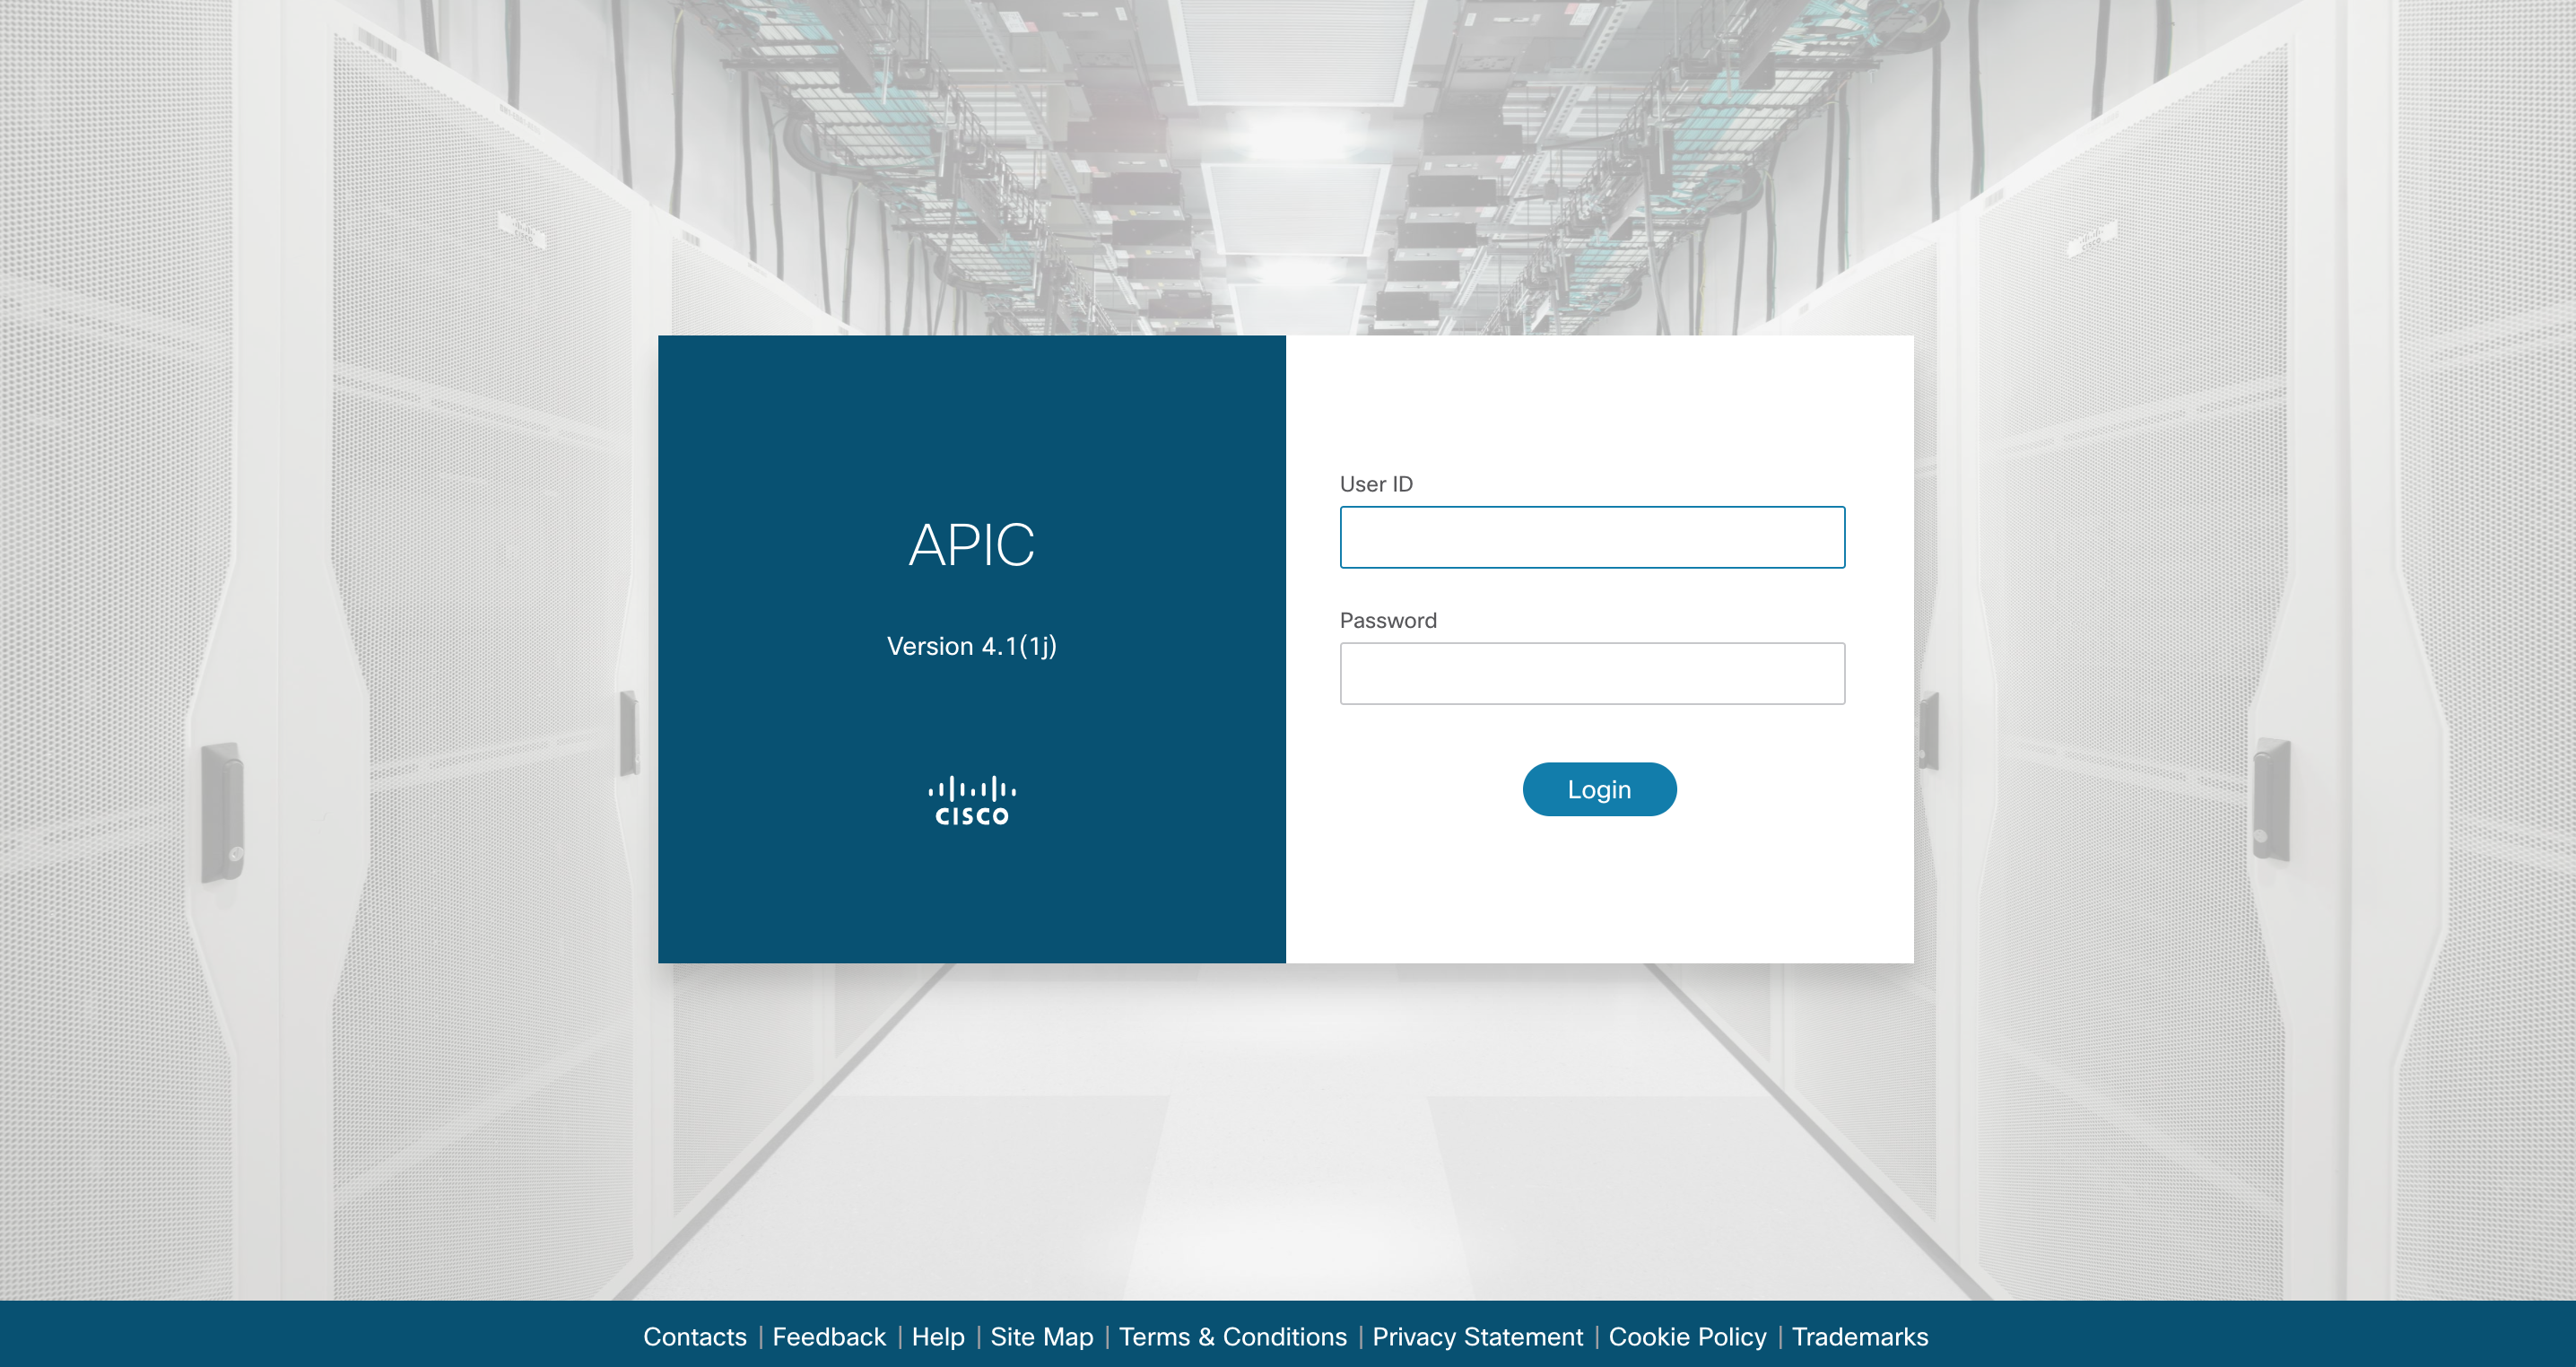 APIC
Version 4.1(1j)
CISCO
User ID
Password
Login
Contacts | Feedback | Help | Site Map | Terms & Conditions | Privacy Statement | Cookie Policy | Trademarks